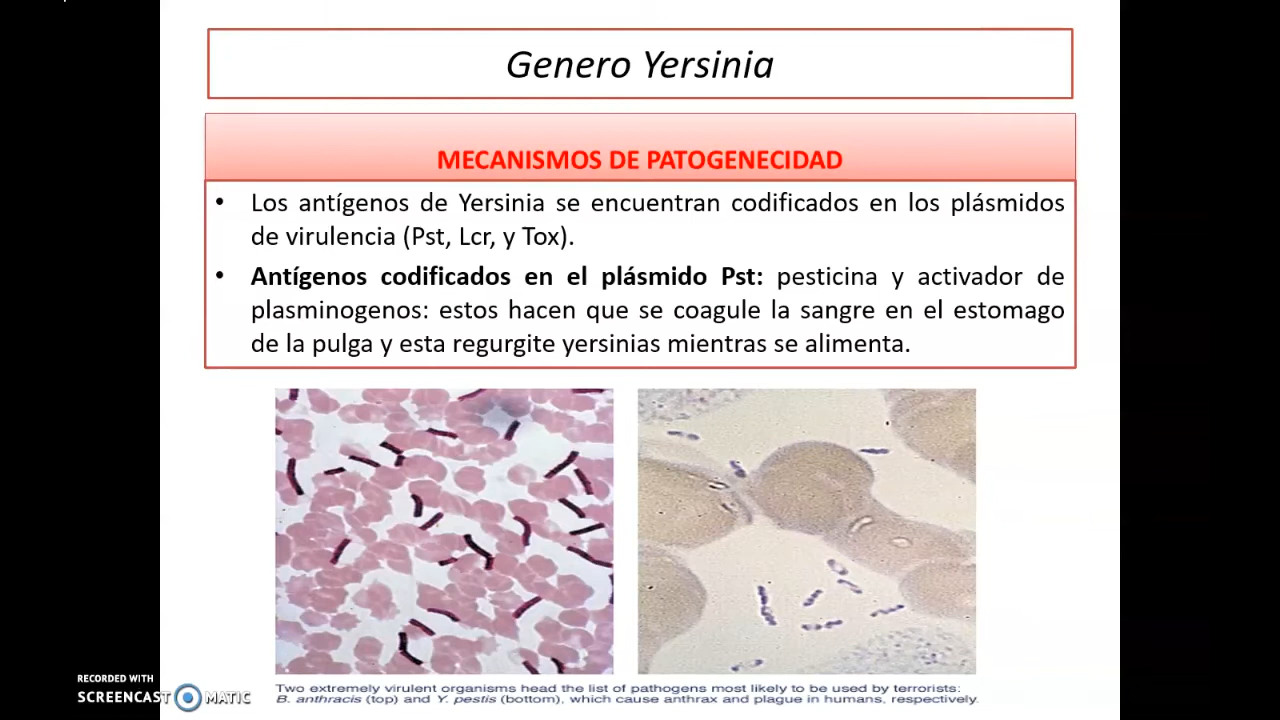 Genero Yersinia
MECANISMOS DE PATOGENECIDAD
• Los antígenos de Yersinia se encuentran codificados en los plásmidos
de virulencia (Pst, Lcr, y Tox).
• Antígenos codificados en el plásmido Pst: pesticina y activador de
plasminogenos: estos hacen que se coagule la sangre en el estomago
de la pulga y esta regurgite yersinias mientras se alimenta.
Two extremely virulent organisms head the list of pathogens most likely to be used by terrorists:
B. anthracis (top) and Y. pestis (bottom), which cause anthrax and plague in humans, respectively.
RECORDED WITH
SCREENCAST MATIC